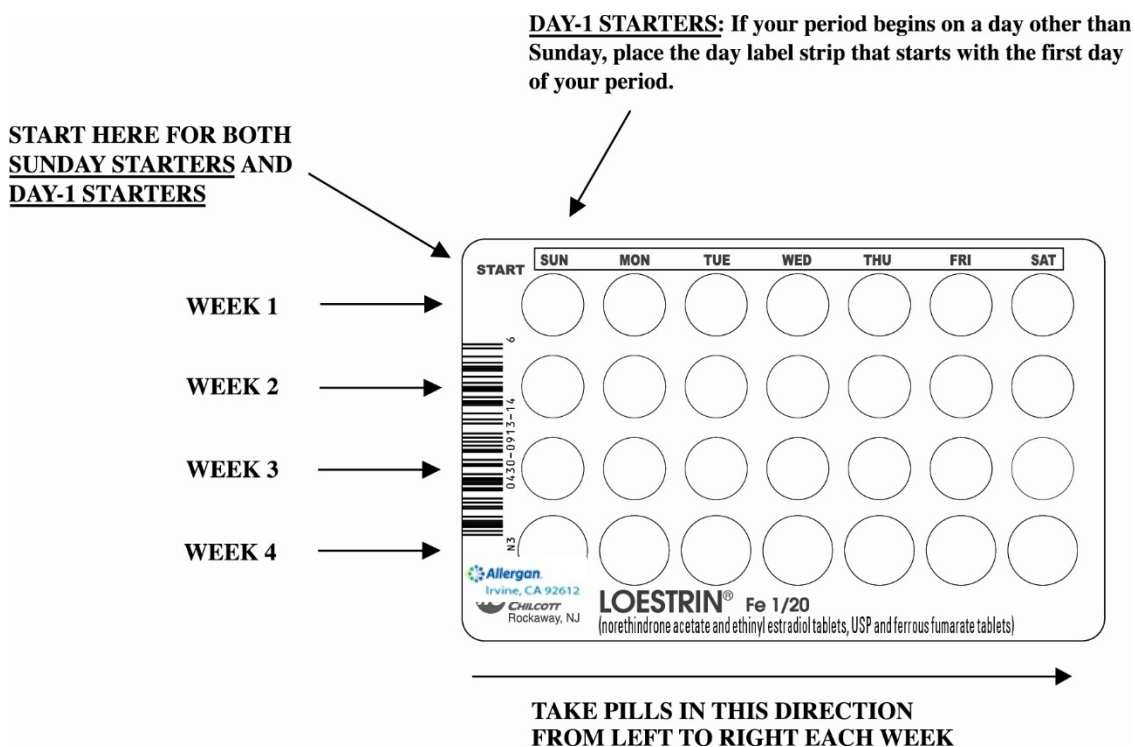 DAY-1 STARTERS: If your period begins on a day other than
Sunday, place the day label strip that starts with the first day
of your period.
START HERE FOR BOTH
SUNDAY STARTERS AND
DAY-1 STARTERS
START SUN MON TUE WED THU FRI SAT
WEEK 1
WEEK 2
WEEK 3
WEEK 4
N3 0430-0913-14 6
Allergan
Irvine, CA 92612
CHILCOTT
Rockaway, NJ
LOESTRIN® Fe 1/20
(norethindrone acetate and ethinyl estradiol tablets, USP and ferrous fumarate tablets)
TAKE PILLS IN THIS DIRECTION
FROM LEFT TO RIGHT EACH WEEK